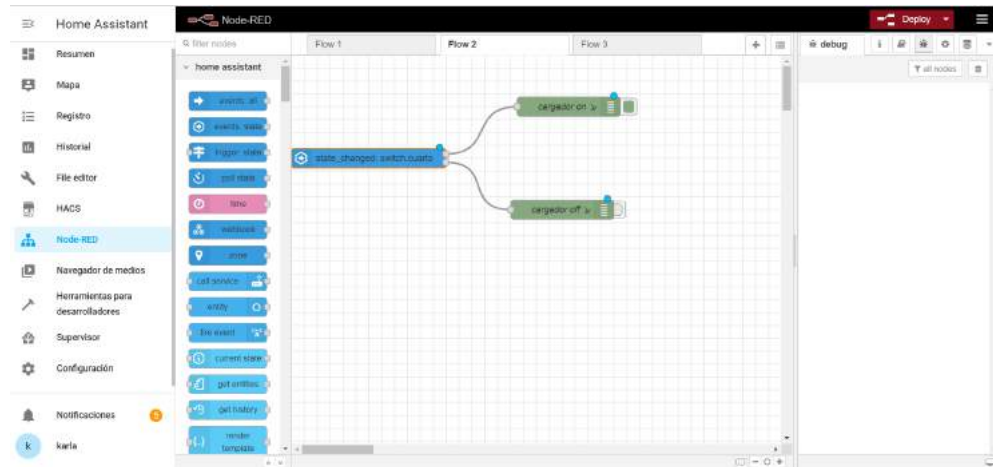 Home Assistant
Resumen
Mapa
Registro
Historial
File editor
HACS
Node-RED
Navegador de medios
Herramientas para
desarrolladores
Supervisor
Configuración
Notificaciones
5
k
karla
Node-RED
Deploy
filter nodes
Flow 1
Flow 2
Flow 3
debug
i
all nodes
home assistant
events: all
events: state
trigger: state
poll state
time
webhook
zone
call service
entity
fire event
current state
get entities
get history
render
template
state_changed: switch.cuarto
cargador on
cargador off